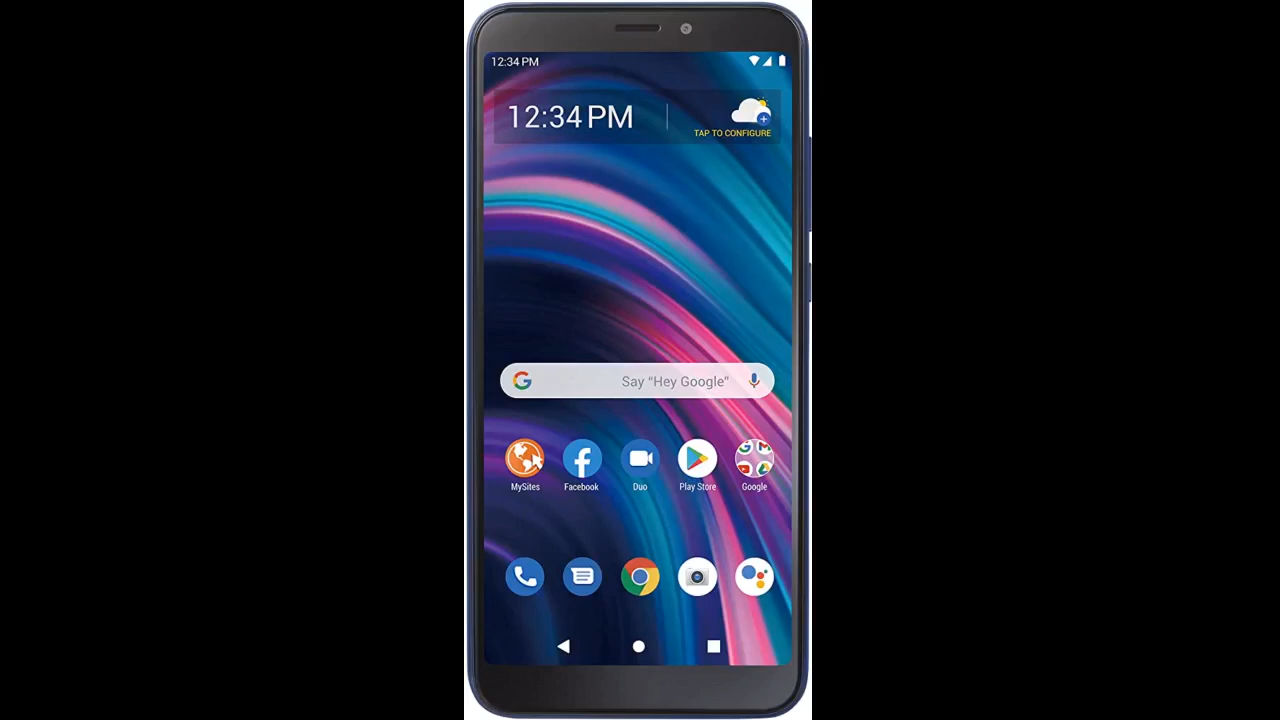 12:34 PM
12:34 PM
TAP TO CONFIGURE
Say “Hey Google”
MySites
Facebook
Duo
Play Store
Google